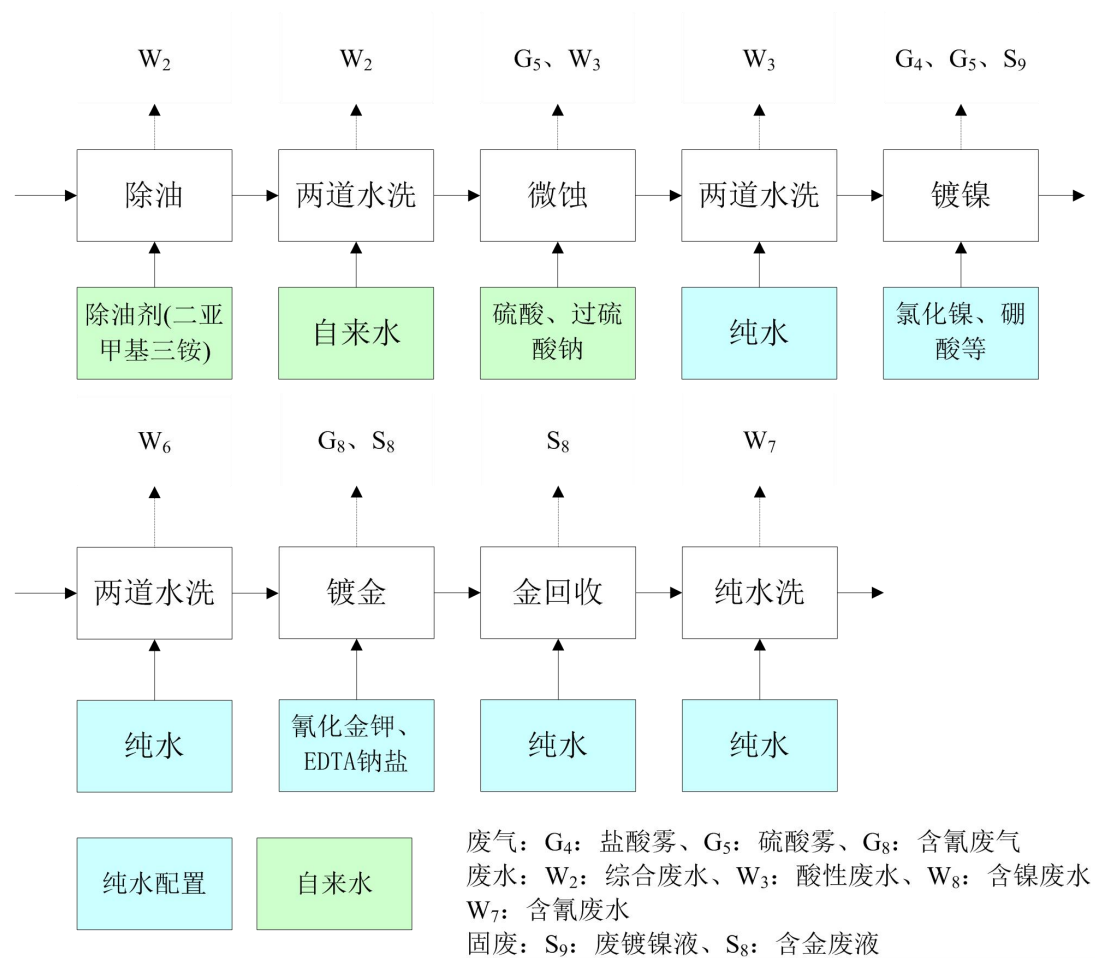 W₂
W₂
G₅、W₃
W₃
G₄、G₅、S₉
除油
两道水洗
微蚀
两道水洗
镀镍
除油剂(二亚
甲基三铵)
自来水
硫酸、过硫
酸钠
纯水
氯化镍、硼
酸等
W₆
G₈、S₈
S₈
W₇
两道水洗
镀金
金回收
纯水洗
纯水
氰化金钾、
EDTA钠盐
纯水
纯水
纯水配置
自来水
废气：G₄：盐酸雾、G₅：硫酸雾、G₈：含氰废气
废水：W₂：综合废水、W₃：酸性废水、W₈：含镍废水
W₇：含氰废水
固废：S₉：废镀镍液、S₈：含金废液